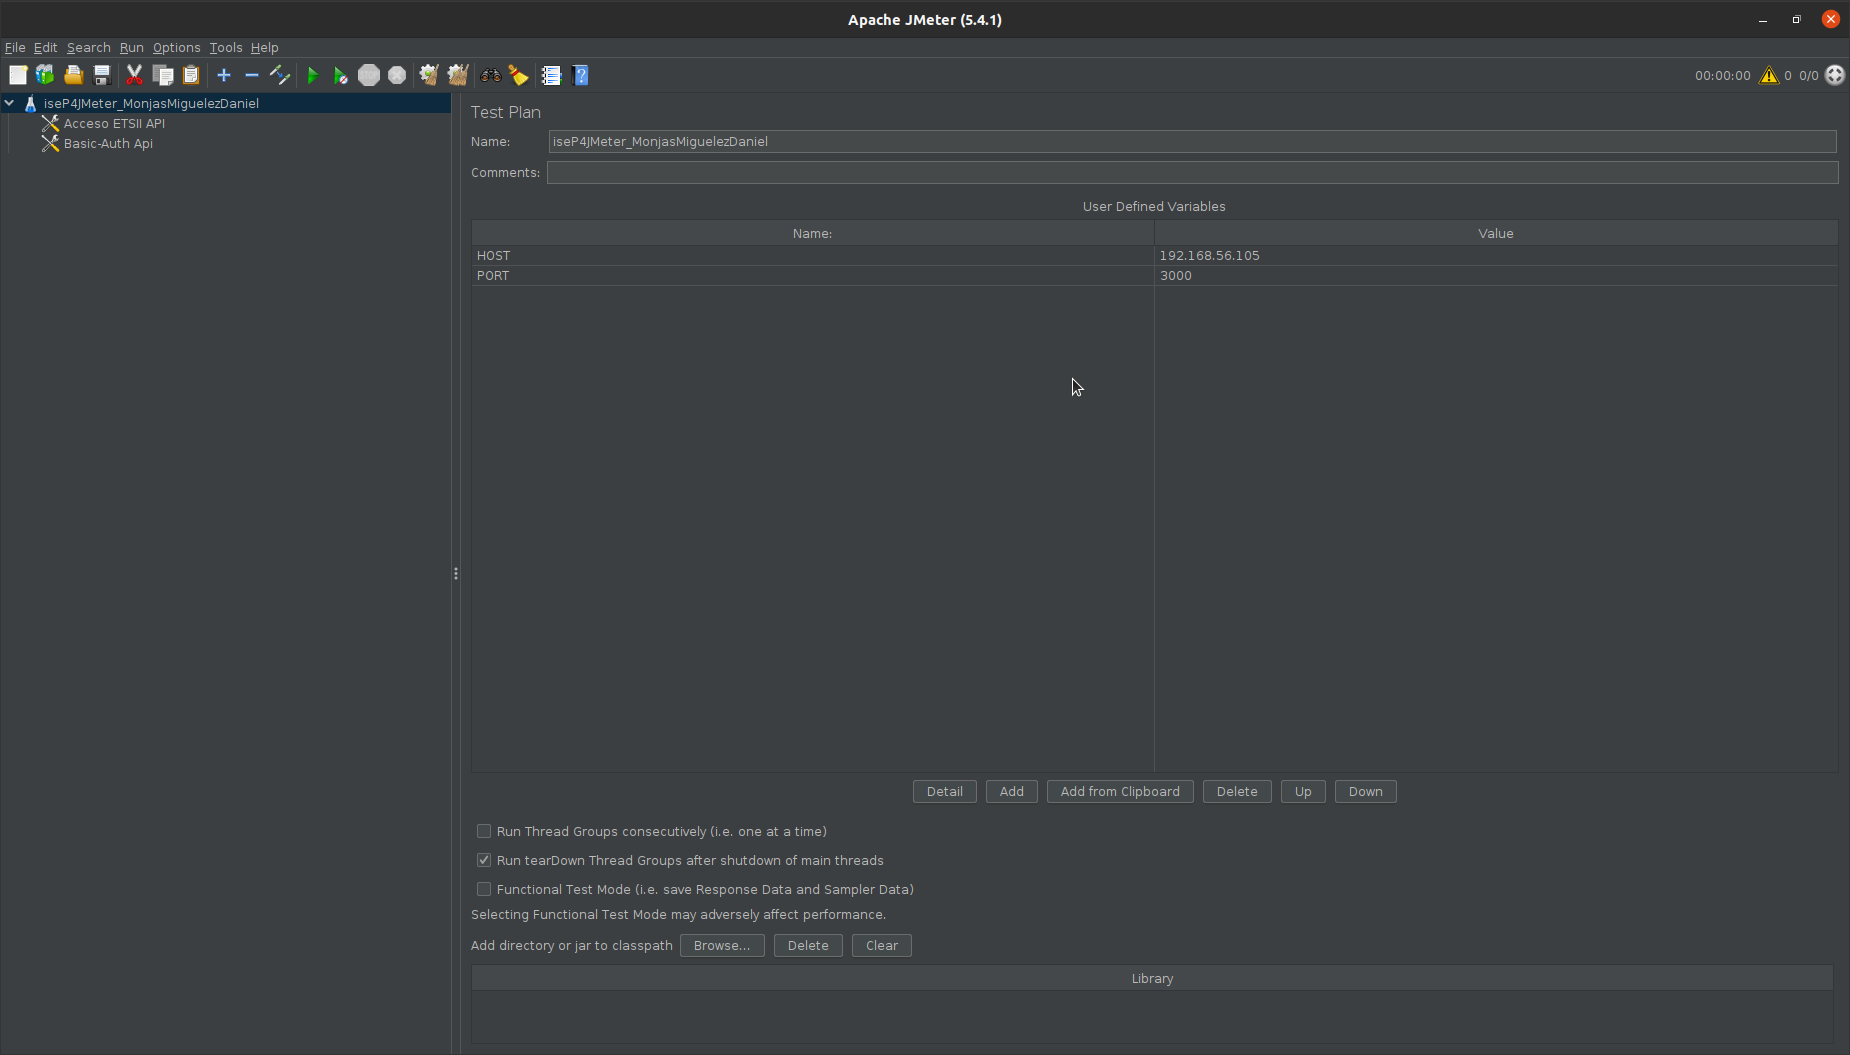 Apache JMeter (5.4.1)
File Edit Search Run Options Tools Help
STOP
00:00:00 0 0/0
iseP4JMeter_MonjasMiguelezDaniel
Acceso ETSII API
Basic-Auth Api
Test Plan
Name: iseP4JMeter_MonjasMiguelezDaniel
Comments:
User Defined Variables
Name: Value
HOST 192.168.56.105
PORT 3000
Detail Add Add from Clipboard Delete Up Down
Run Thread Groups consecutively (i.e. one at a time)
Run tearDown Thread Groups after shutdown of main threads
Functional Test Mode (i.e. save Response Data and Sampler Data)
Selecting Functional Test Mode may adversely affect performance.
Add directory or jar to classpath Browse... Delete Clear
Library